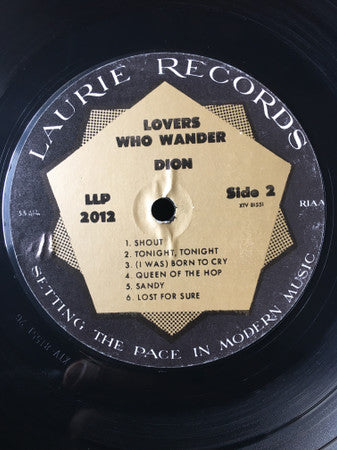 LAURIE RECORDS
LOVERS
WHO WANDER
DION
LLP
2012
Side 2
XTV 81551
RIAA
1. SHOUT
2. TONIGHT, TONIGHT
3. (I WAS) BORN TO CRY
4. QUEEN OF THE HOP
5. SANDY
6. LOST FOR SURE
SETTING THE PACE IN MODERN MUSIC